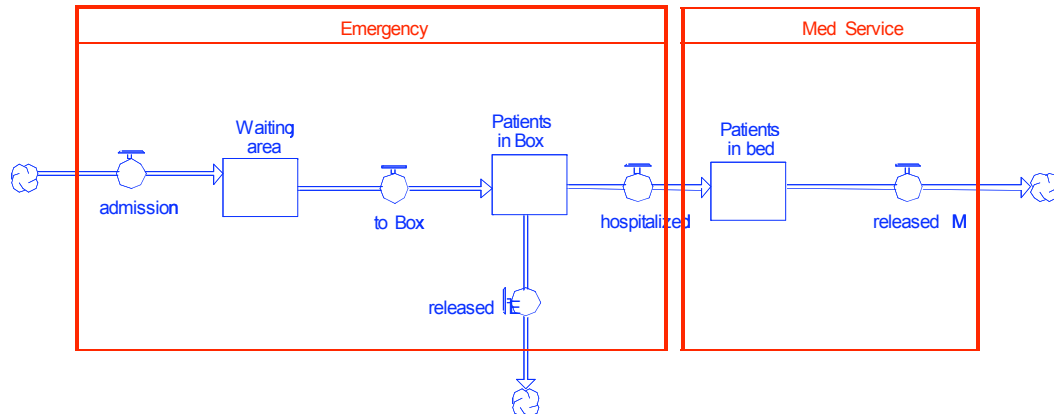 Emergency
Med Service
Waiting
area
Patients
in Box
Patients
in bed
admission
to Box
hospitalized
released M
released E